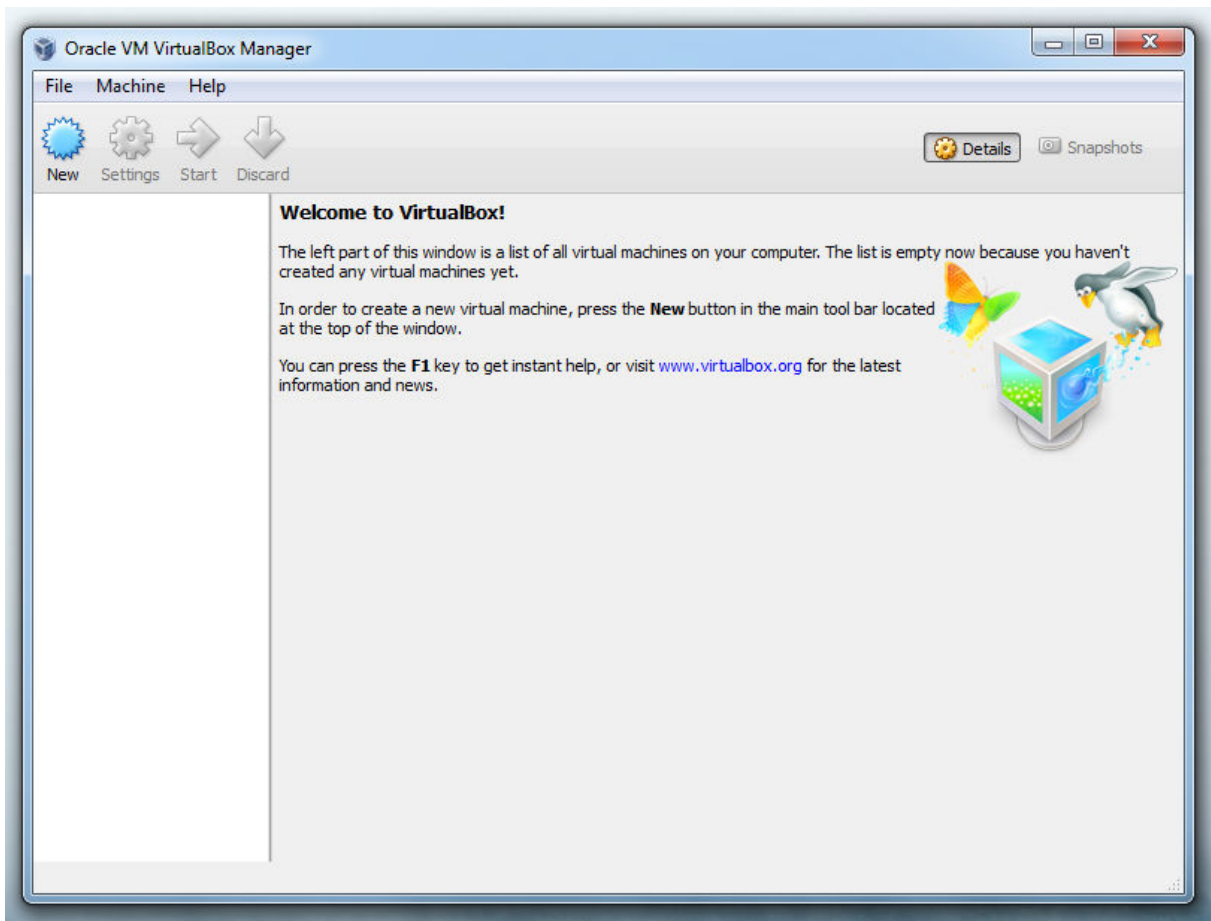 Oracle VM VirtualBox Manager
File Machine Help
New Settings Start Discard
Details Snapshots
Welcome to VirtualBox!
The left part of this window is a list of all virtual machines on your computer. The list is empty now because you haven't
created any virtual machines yet.
In order to create a new virtual machine, press the New button in the main tool bar located
at the top of the window.
You can press the F1 key to get instant help, or visit www.virtualbox.org for the latest
information and news.